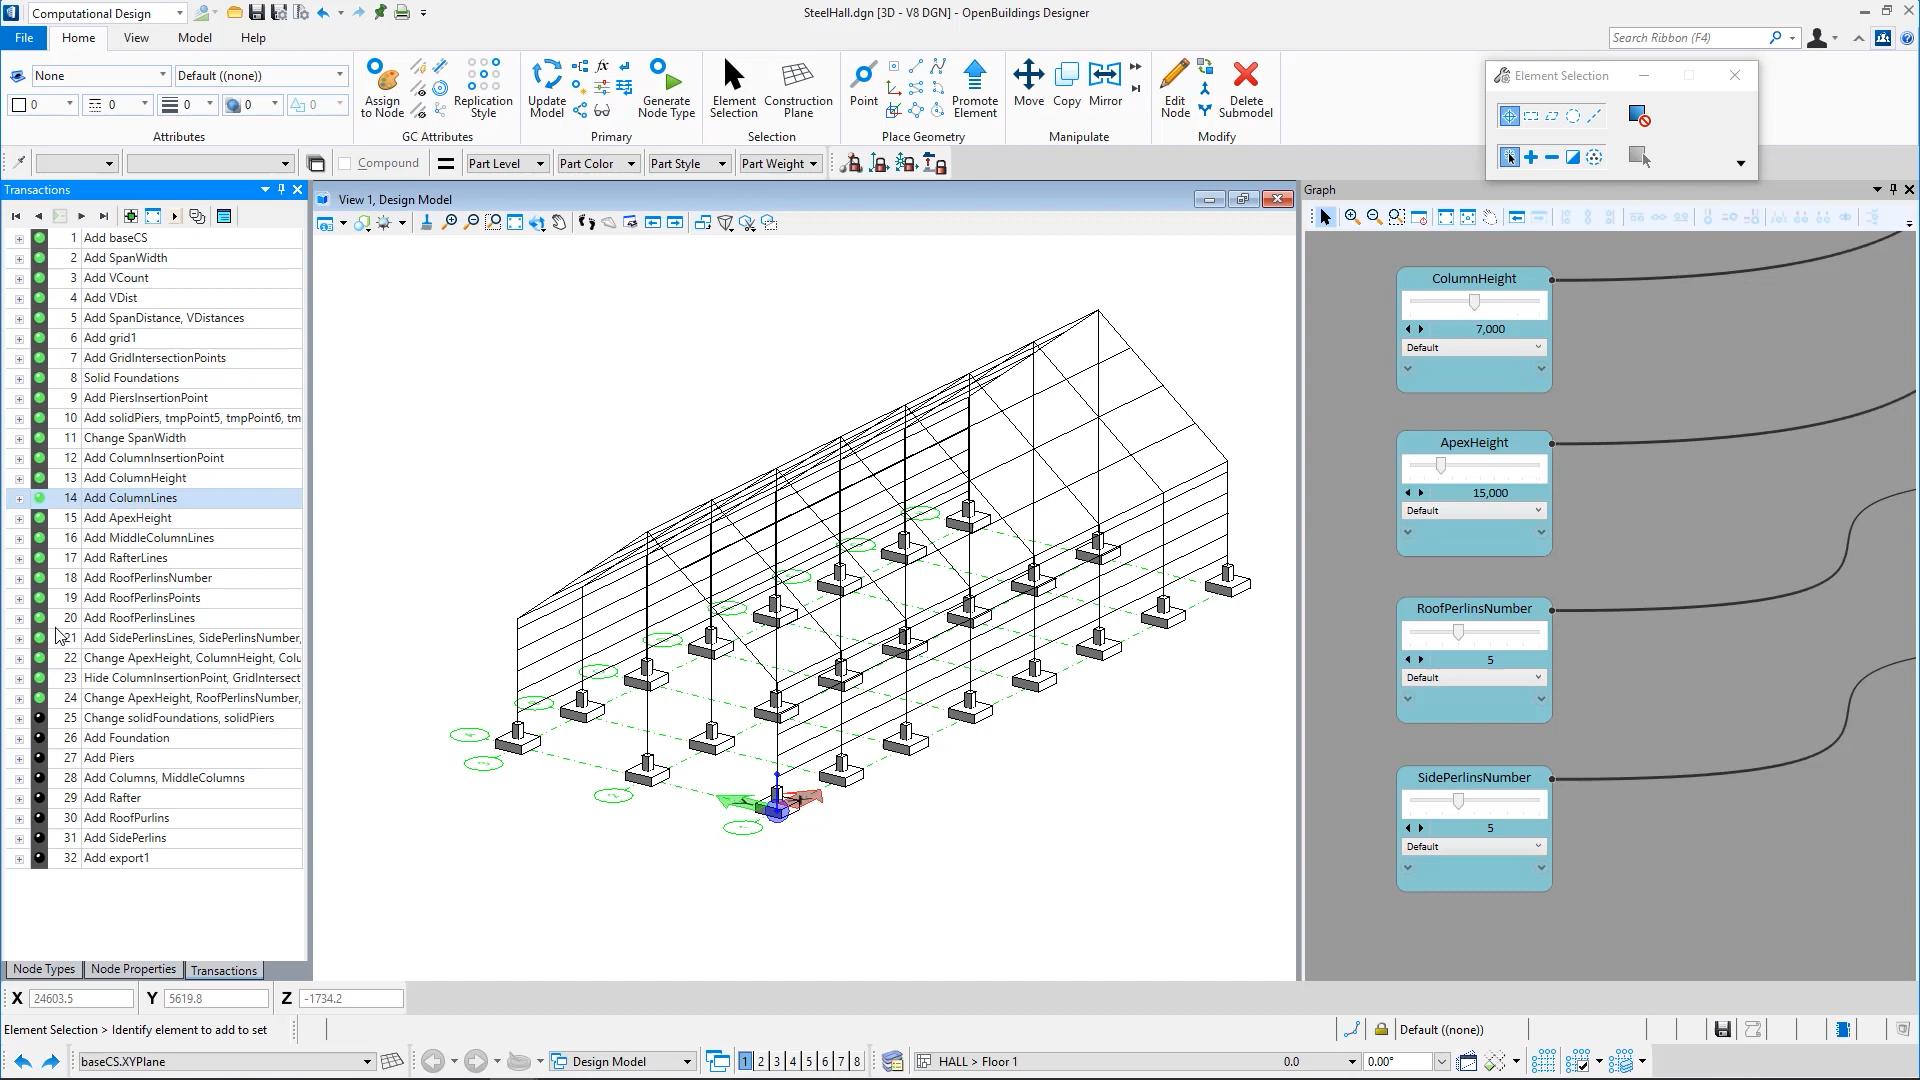 Computational Design
SteelHall.dgn [3D - V8 DGN] - OpenBuildings Designer
File
Home
View
Model
Help
Search Ribbon (F4)
None
Default ((none))
0
0
0
0
0
Attributes
Assign to Node
GC Attributes
Replication Style
Update Model
Generate Node Type
Primary
Element Selection
Construction Plane
Selection
Point
Promote Element
Place Geometry
Move
Copy
Mirror
Manipulate
Edit Node
Delete Submodel
Modify
Element Selection
Compound
Part Level
Part Color
Part Style
Part Weight
Transactions
1 Add baseCS
2 Add SpanWidth
3 Add VCount
4 Add VDist
5 Add SpanDistance, VDistances
6 Add grid1
7 Add GridIntersectionPoints
8 Solid Foundations
9 Add PiersInsertionPoint
10 Add solidPiers, tmpPoint5, tmpPoint6, tm
11 Change SpanWidth
12 Add ColumnInsertionPoint
13 Add ColumnHeight
14 Add ColumnLines
15 Add ApexHeight
16 Add MiddleColumnLines
17 Add RafterLines
18 Add RoofPerlinsNumber
19 Add RoofPerlinsPoints
20 Add RoofPerlinsLines
21 Add SidePerlinsLines, SidePerlinsNumber,
22 Change ApexHeight, ColumnHeight, Colu
23 Hide ColumnInsertionPoint, GridIntersect
24 Change ApexHeight, RoofPerlinsNumber,
25 Change solidFoundations, solidPiers
26 Add Foundation
27 Add Piers
28 Add Columns, MiddleColumns
29 Add Rafter
30 Add RoofPurlins
31 Add SidePerlins
32 Add export1
Node Types
Node Properties
Transactions
View 1, Design Model
Graph
ColumnHeight
7,000
Default
ApexHeight
15,000
Default
RoofPerlinsNumber
5
Default
SidePerlinsNumber
5
Default
X 24603.5
Y 5619.8
Z -1734.2
Element Selection > Identify element to add to set
Default ((none))
baseCS.XYPlane
Design Model
1 2 3 4 5 6 7 8
HALL > Floor 1
0.0
0.00°